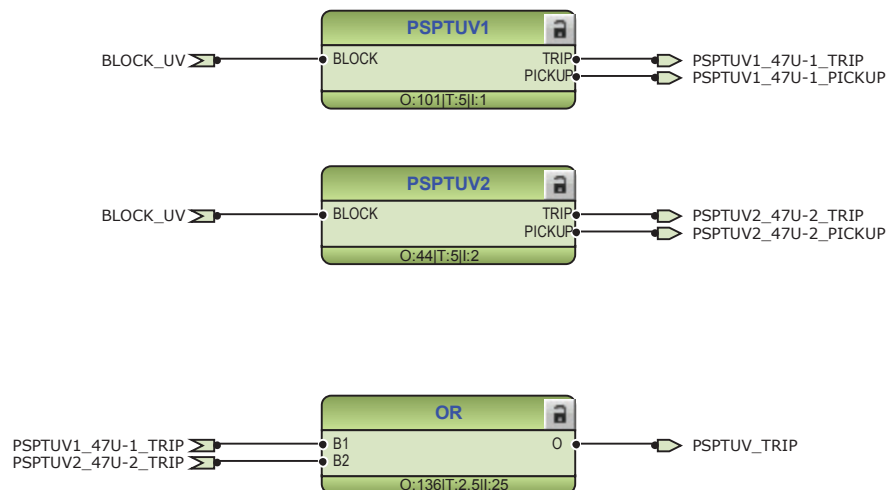 PSPTUV1
BLOCK_UV BLOCK TRIP PSPTUV1_47U-1_TRIP
PICKUP PSPTUV1_47U-1_PICKUP
O:101|T:5|I:1
PSPTUV2
BLOCK_UV BLOCK TRIP PSPTUV2_47U-2_TRIP
PICKUP PSPTUV2_47U-2_PICKUP
O:44|T:5|I:2
OR
PSPTUV1_47U-1_TRIP B1 O PSPTUV_TRIP
PSPTUV2_47U-2_TRIP B2
O:136|T:2.5|I:25